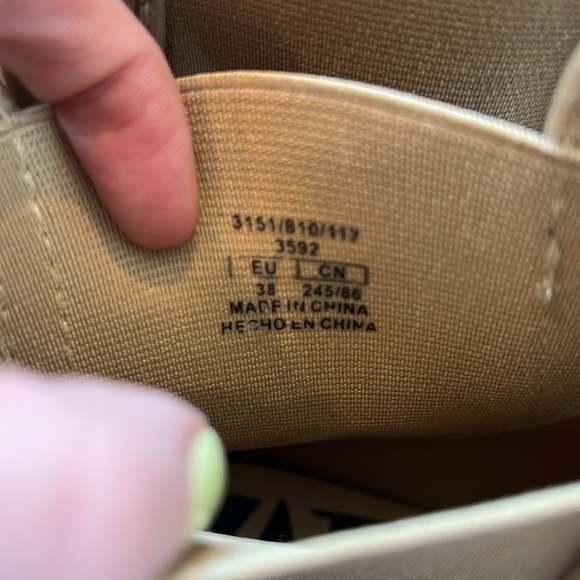 3151/810/117
3592
EU CN
38 245/86
MADE IN CHINA
HECHO EN CHINA